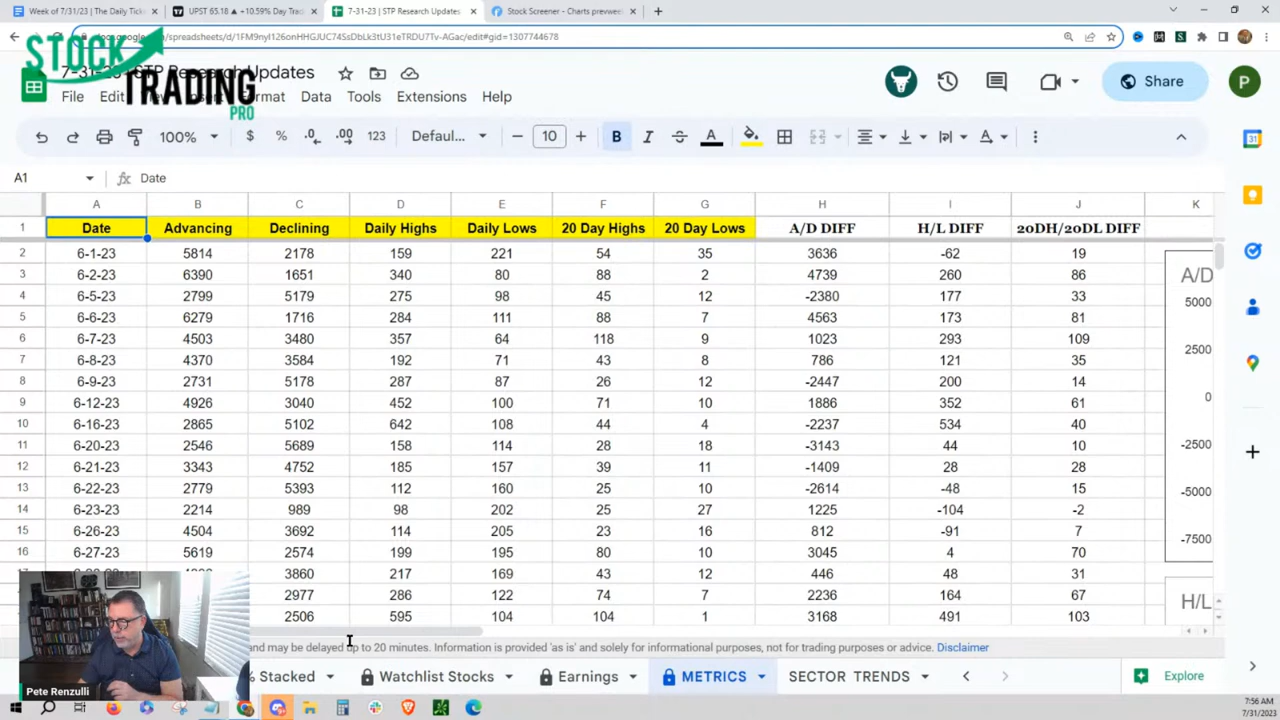 Week of 7/31/23 | The Daily Tick
UPST 65.18 ▲ +10.59% Day Trad
7-31-23 | STP Research Updates
Stock Screener - Charts prevwee
.google.com/spreadsheets/d/1FM9nyI126onHHGJUC74SsDbLk3tU31eTRDU7Tv-AGac/edit#gid=1307744678
STOCK TRADING PRO
7-31-23 | STP Research Updates
File Edit Format Data Tools Extensions Help
Share
P
100% $ % .0 .00 123 Defaul... 10 B I A
A1 fx Date
A B C D E F G H I J K
1 Date Advancing Declining Daily Highs Daily Lows 20 Day Highs 20 Day Lows A/D DIFF H/L DIFF 20DH/20DL DIFF
2 6-1-23 5814 2178 159 221 54 35 3636 -62 19
3 6-2-23 6390 1651 340 80 88 2 4739 260 86
4 6-5-23 2799 5179 275 98 45 12 -2380 177 33
5 6-6-23 6279 1716 284 111 88 7 4563 173 81
6 6-7-23 4503 3480 357 64 118 9 1023 293 109
7 6-8-23 4370 3584 192 71 43 8 786 121 35
8 6-9-23 2731 5178 287 87 26 12 -2447 200 14
9 6-12-23 4926 3040 452 100 71 10 1886 352 61
10 6-16-23 2865 5102 642 108 44 4 -2237 534 40
11 6-20-23 2546 5689 158 114 28 18 -3143 44 10
12 6-21-23 3343 4752 185 157 39 11 -1409 28 28
13 6-22-23 2779 5393 112 160 25 10 -2614 -48 15
14 6-23-23 2214 989 98 202 25 27 1225 -104 -2
15 6-26-23 4504 3692 114 205 23 16 812 -91 7
16 6-27-23 5619 2574 199 195 80 10 3045 4 70
3860 217 169 43 12 446 48 31
2977 286 122 74 7 2236 164 67
2506 595 104 104 1 3168 491 103
A/D
5000
2500
0
-2500
-5000
-7500
H/L
and may be delayed up to 20 minutes. Information is provided 'as is' and solely for informational purposes, not for trading purposes or advice. Disclaimer
Pete Renzulli
% Stacked Watchlist Stocks Earnings METRICS SECTOR TRENDS Explore
7:56 AM
7/31/2023